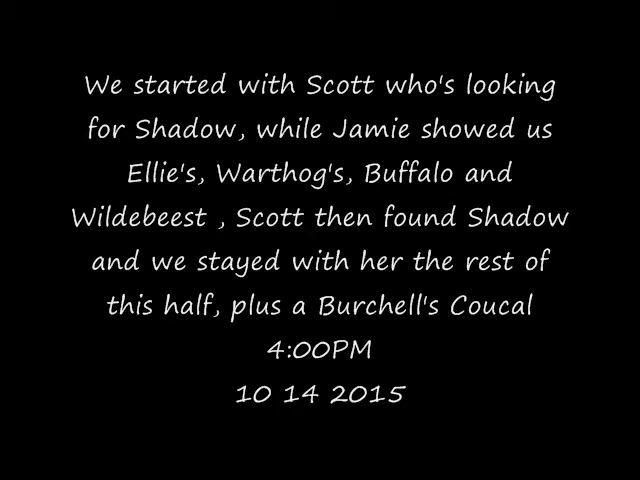 We started with Scott who's looking
for Shadow, while Jamie showed us
Ellie's, Warthog's, Buffalo and
Wildebeest , Scott then found Shadow
and we stayed with her the rest of
this half, plus a Burchell's Coucal
4:00PM
10 14 2015